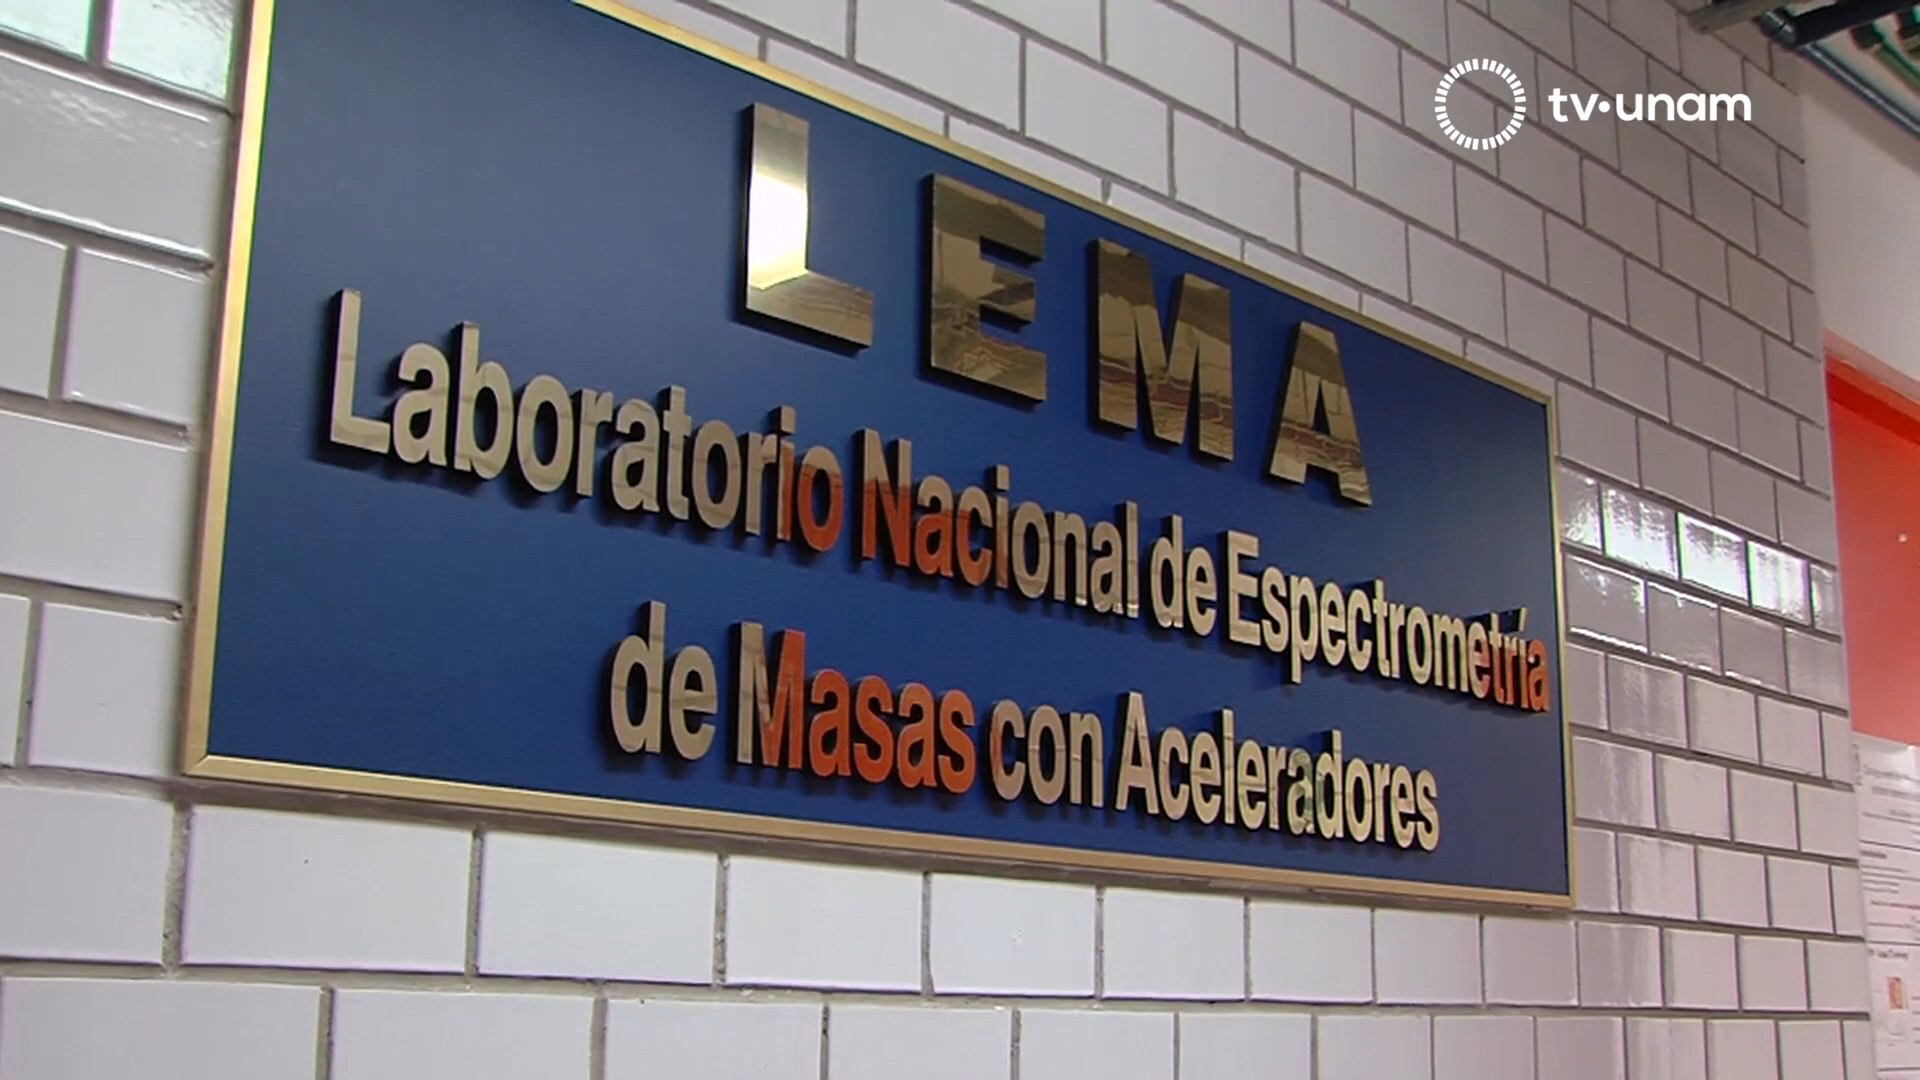 tv·unam
LEMA
Laboratorio Nacional de Espectrometría
de Masas con Aceleradores